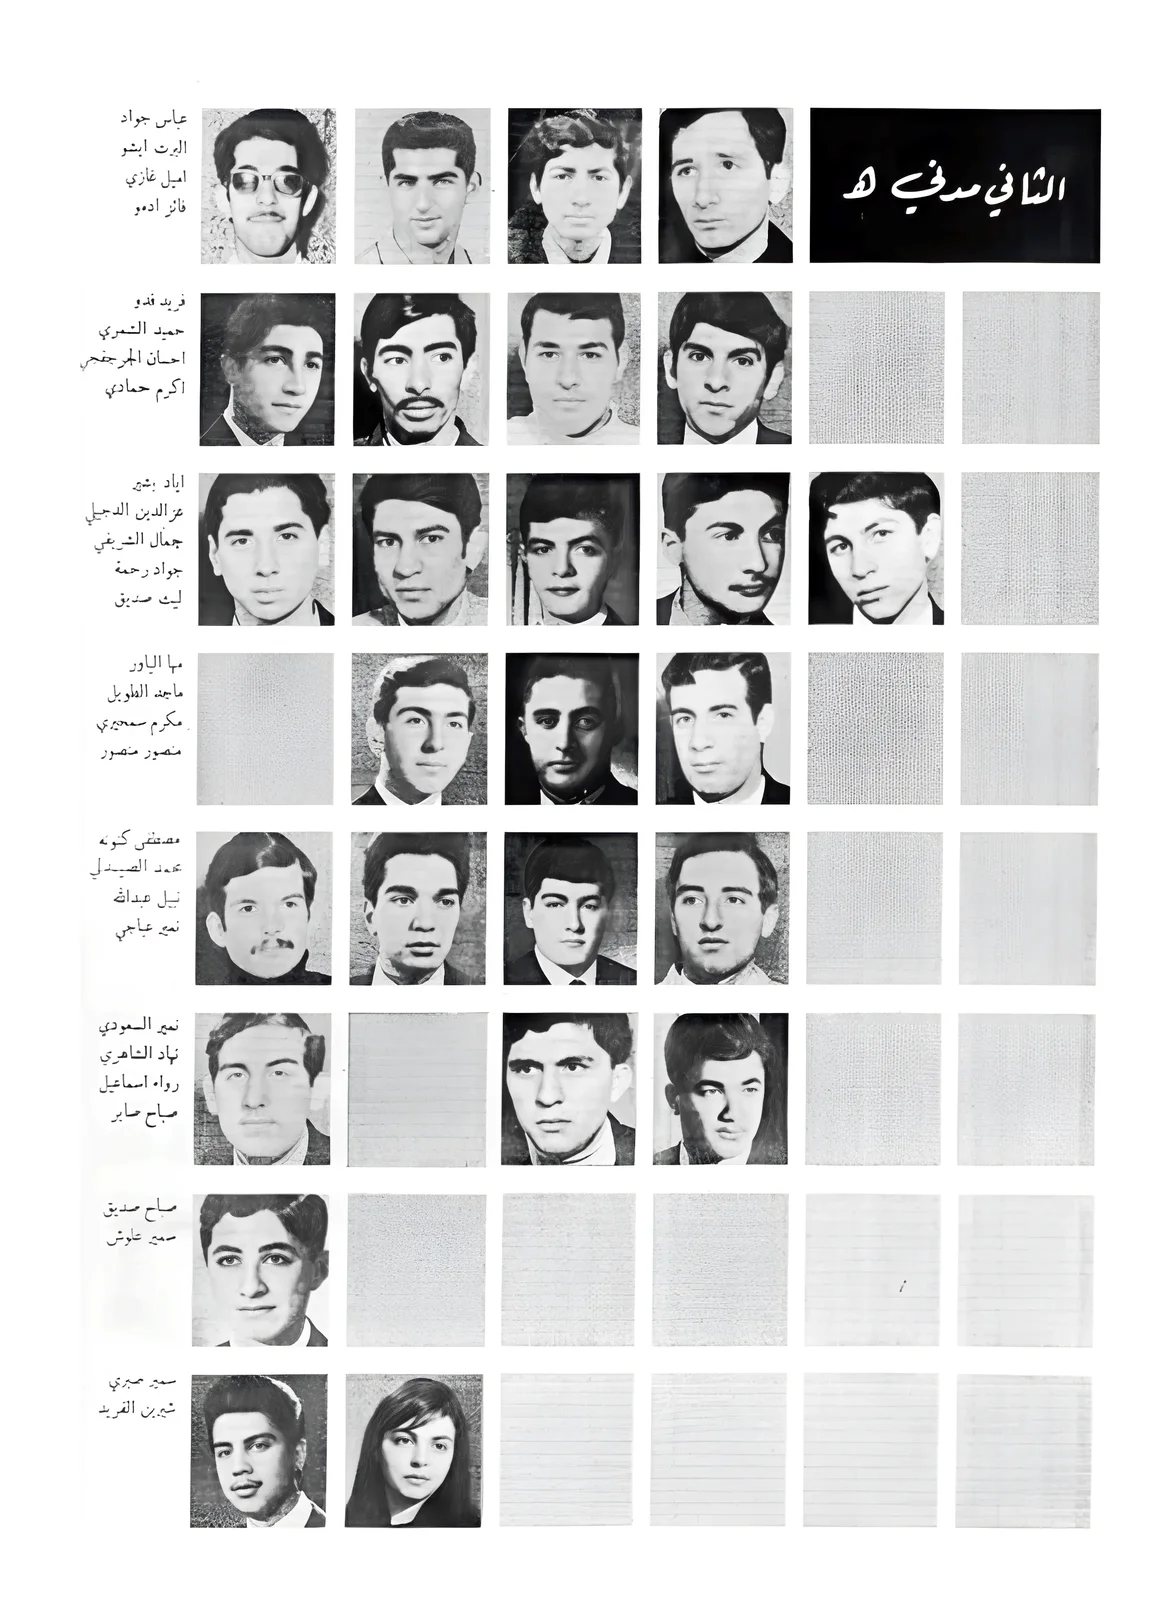 الثاني مدني هـ
عباس جواد
البرت ايشو
اميل غازي
فائز ادمو
فريد فدو
حميد الشمري
احسان الجرجفجي
اكرم حمادي
اياد بشير
عزالدين الدجيلي
جمال الشريفي
جواد رحمة
ليث صديق
مها الياور
ماجد الطويل
مكرم سمحيري
منصور منصور
مصطفى كنونه
محمد الصيدلي
نبيل عبدالله
نمير عباجي
نمير السعودي
نهاد الشاهري
رواء اسماعيل
صباح صابر
صباح صديق
سمير علوش
سمير صبري
شيرين الفريد